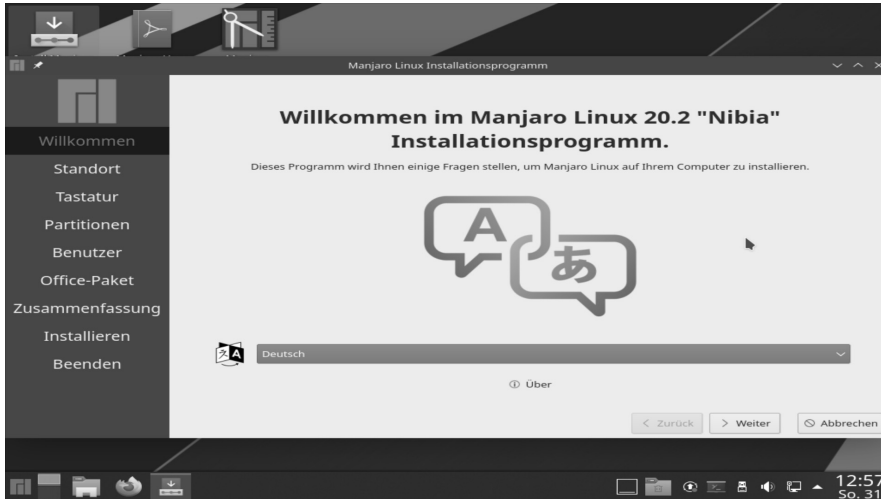 Manjaro Linux Installationsprogramm
Willkommen
Standort
Tastatur
Partitionen
Benutzer
Office-Paket
Zusammenfassung
Installieren
Beenden
Willkommen im Manjaro Linux 20.2 "Nibia"
Installationsprogramm.
Dieses Programm wird Ihnen einige Fragen stellen, um Manjaro Linux auf Ihrem Computer zu installieren.
A
あ
Deutsch
Über
Zurück
Weiter
Abbrechen
12:57
So. 31